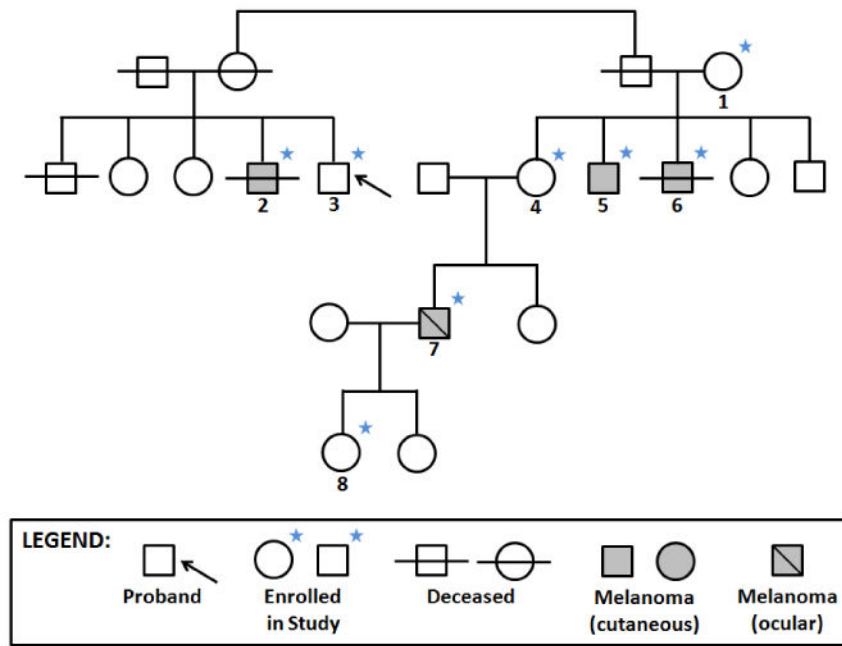 1
2
3
4
5
6
7
8
LEGEND:
Proband
Enrolled
in Study
Deceased
Melanoma
(cutaneous)
Melanoma
(ocular)